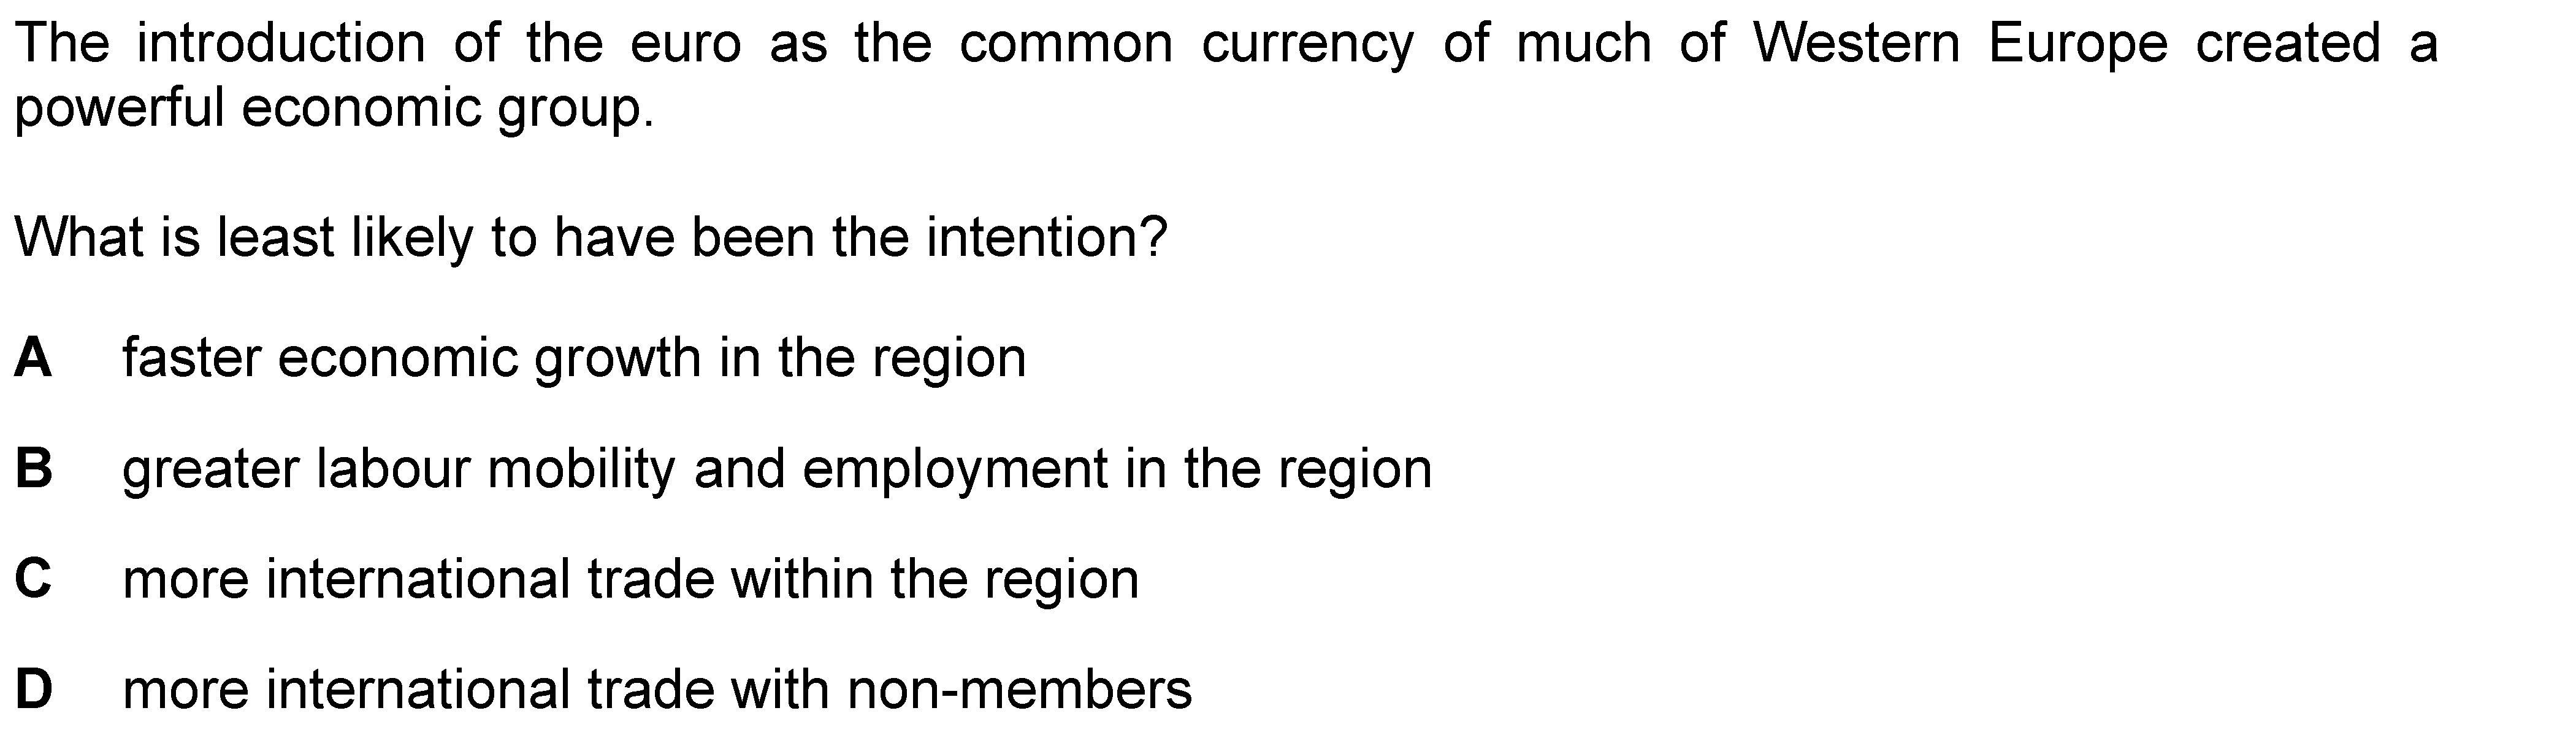 The introduction of the euro as the common currency of much of Western Europe created a
powerful economic group.
What is least likely to have been the intention?
A faster economic growth in the region
B greater labour mobility and employment in the region
C more international trade within the region
D more international trade with non-members